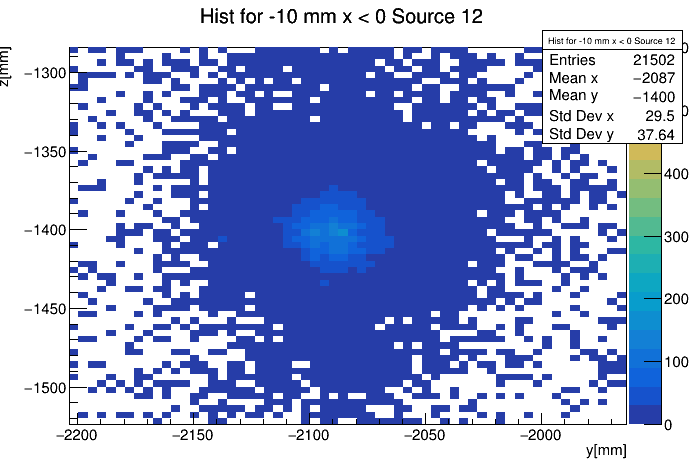 Hist for -10 mm x < 0 Source 12
Hist for -10 mm x < 0 Source 12
Entries 21502
Mean x −2087
Mean y −1400
Std Dev x 29.5
Std Dev y 37.64
z[mm]
−1300
−1350
−1400
−1450
−1500
400
300
200
100
0
−2200
−2150
−2100
−2050
−2000
y[mm]